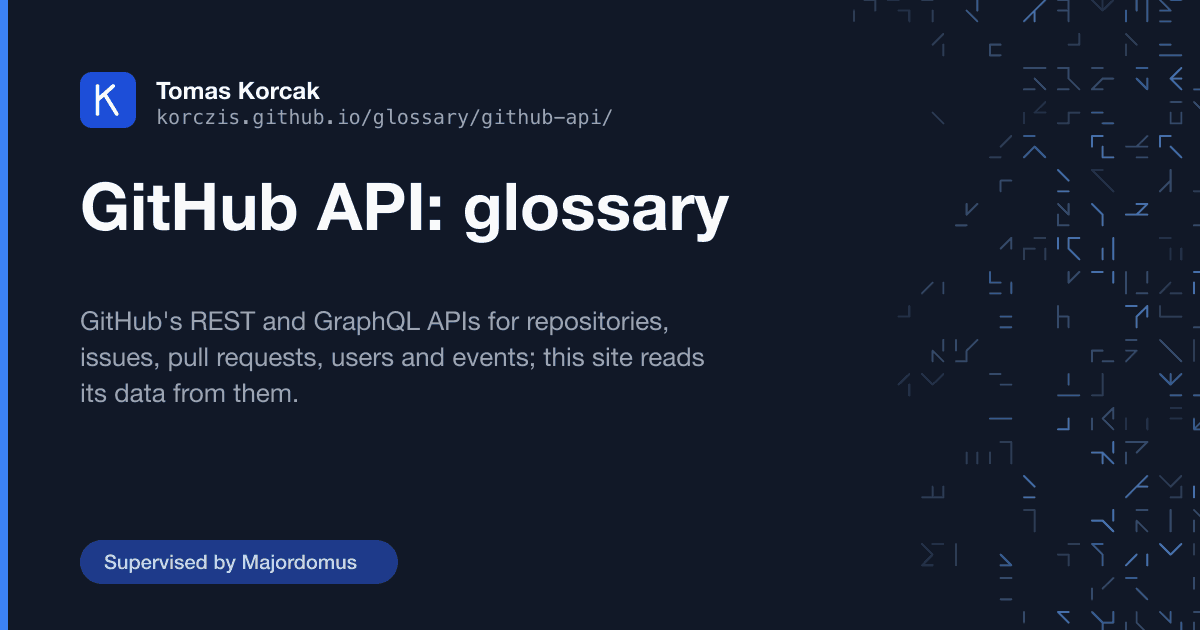 K
Tomas Korcak
korczis.github.io/glossary/github-api/
GitHub API: glossary
GitHub's REST and GraphQL APIs for repositories,
issues, pull requests, users and events; this site reads
its data from them.
Supervised by Majordomus